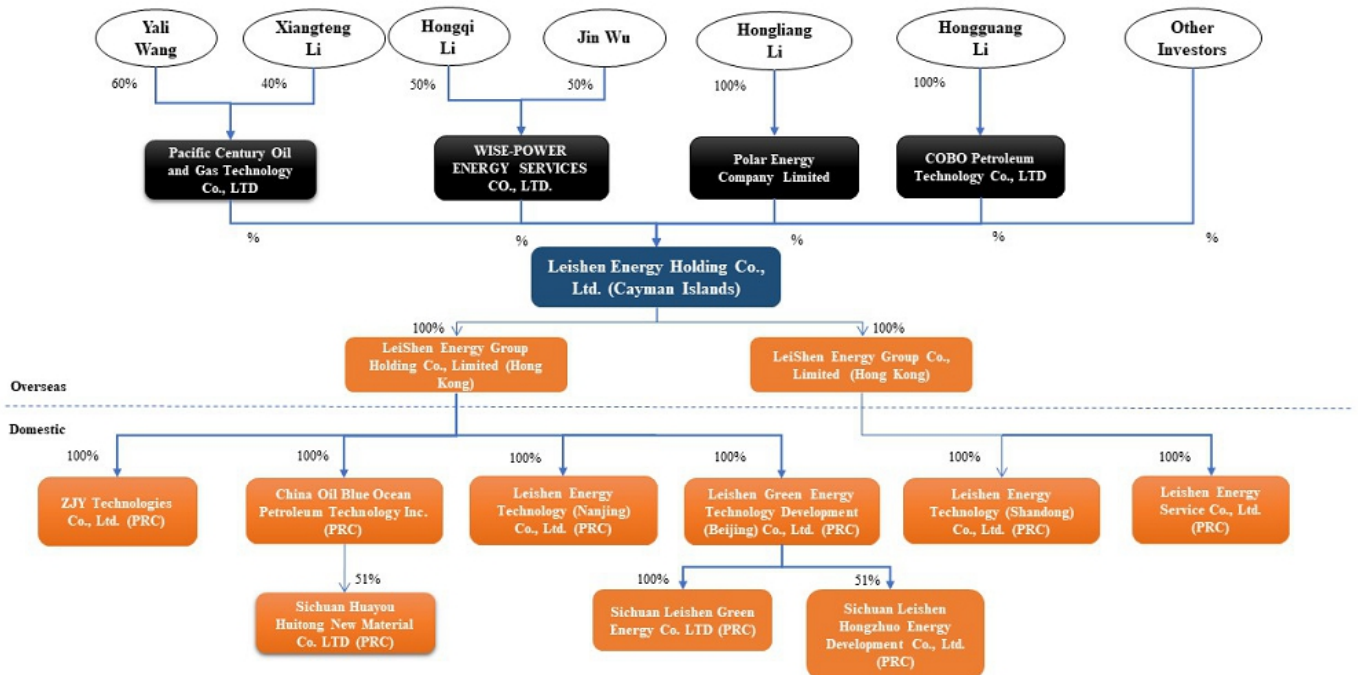 Yali
Wang
Xiangteng
Li
Hongqi
Li
Jin Wu
Hongliang
Li
Hongguang
Li
Other
Investors
60%
40%
50%
50%
100%
100%
Pacific Century Oil
and Gas Technology
Co., LTD
WISE-POWER
ENERGY SERVICES
CO., LTD.
Polar Energy
Company Limited
COBO Petroleum
Technology Co., LTD
%
%
%
%
%
Leishen Energy Holding Co.,
Ltd. (Cayman Islands)
100%
100%
LeiShen Energy Group
Holding Co., Limited (Hong
Kong)
LeiShen Energy Group Co.,
Limited (Hong Kong)
Overseas
Domestic
100%
100%
100%
100%
100%
100%
ZJY Technologies
Co., Ltd. (PRC)
China Oil Blue Ocean
Petroleum Technology Inc.
(PRC)
Leishen Energy
Technology (Nanjing)
Co., Ltd. (PRC)
Leishen Green Energy
Technology Development
(Beijing) Co., Ltd. (PRC)
Leishen Energy
Technology (Shandong)
Co., Ltd. (PRC)
Leishen Energy
Service Co., Ltd.
(PRC)
51%
100%
51%
Sichuan Huayou
Huitong New Material
Co. LTD (PRC)
Sichuan Leishen Green
Energy Co. LTD (PRC)
Sichuan Leishen
Hongzhuo Energy
Development Co., Ltd.
(PRC)